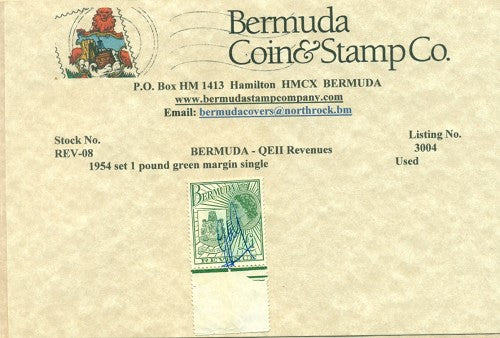 Bermuda
Coin&Stamp Co.
P.O. Box HM 1413 Hamilton HMCX BERMUDA
www.bermudastampcompany.com
Email: bermudacovers@northrock.bm
Stock No.
Listing No.
REV-08
BERMUDA - QEII Revenues
3004
1954 set 1 pound green margin single
Used
BERMUDA
REVENUE